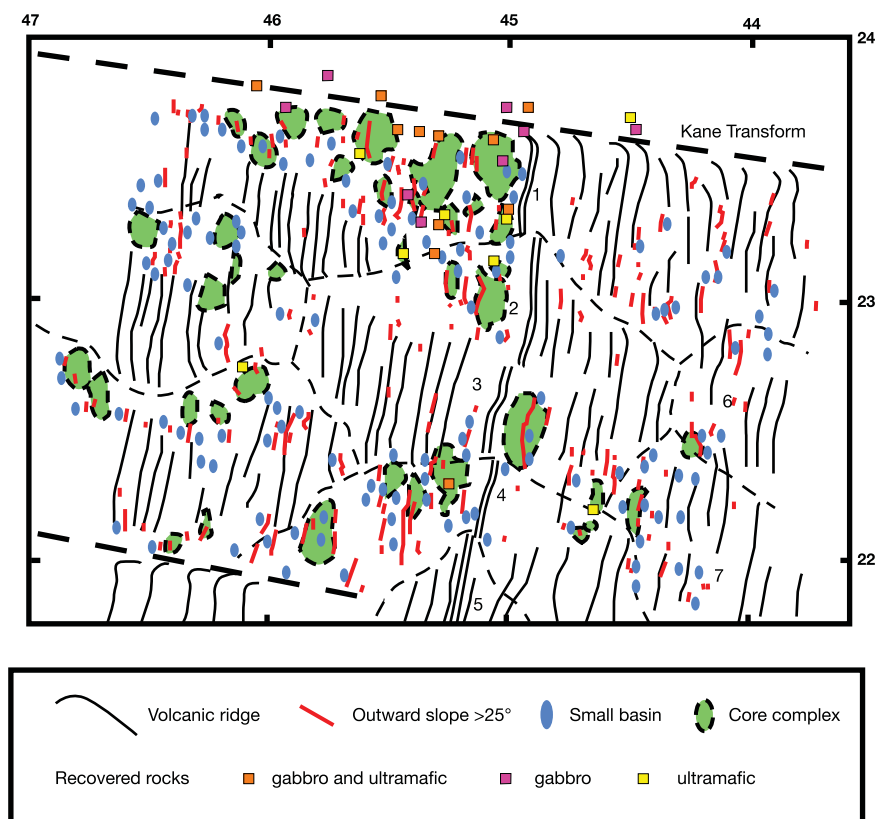 47 46 45 44
24
Kane Transform
1
23
2
3
6
4
22
7
5
Volcanic ridge Outward slope >25° Small basin Core complex
Recovered rocks gabbro and ultramafic gabbro ultramafic